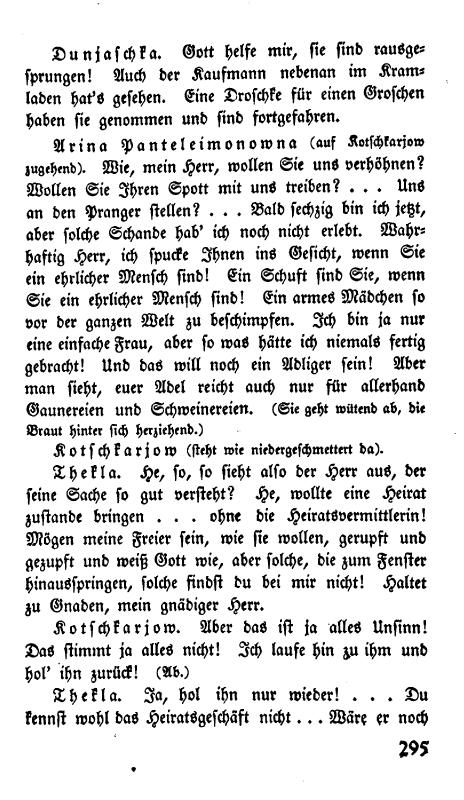 Dunjaschka. Gott helfe mir, sie sind rausge-
sprungen! Auch der Kaufmann nebenan im Kram-
laden hat's gesehen. Eine Droschke für einen Groschen
haben sie genommen und sind fortgefahren.
Arina Panteleimonowna (auf Kotschkarjow
zugehend). Wie, mein Herr, wollen Sie uns verhöhnen?
Wollen Sie Ihren Spott mit uns treiben? . . . Uns
an den Pranger stellen? . . . Bald sechzig bin ich jetzt,
aber solche Schande hab' ich noch nicht erlebt. Wahr-
haftig Herr, ich spucke Ihnen ins Gesicht, wenn Sie
ein ehrlicher Mensch sind! Ein Schuft sind Sie, wenn
Sie ein ehrlicher Mensch sind! Ein armes Mädchen so
vor der ganzen Welt zu beschimpfen. Ich bin ja nur
eine einfache Frau, aber so was hätte ich niemals fertig
gebracht! Und das will noch ein Adliger sein! Aber
man sieht, euer Adel reicht auch nur für allerhand
Gaunereien und Schweinereien. (Sie geht wütend ab, die
Braut hinter sich herziehend.)
Kotschkarjow (steht wie niedergeschmettert da).
Thekla. He, so, so sieht also der Herr aus, der
seine Sache so gut versteht? He, wollte eine Heirat
zustande bringen . . . ohne die Heiratsvermittlerin!
Mögen meine Freier sein, wie sie wollen, gerupft und
gezupft und weiß Gott wie, aber solche, die zum Fenster
hinausspringen, solche findst du bei mir nicht! Haltet
zu Gnaden, mein gnädiger Herr.
Kotschkarjow. Aber das ist ja alles Unsinn!
Das stimmt ja alles nicht! Ich laufe hin zu ihm und
hol' ihn zurück! (Ab.)
Thekla. Ja, hol ihn nur wieder! . . . Du
kennst wohl das Heiratsgeschäft nicht . . . Wäre er noch
295